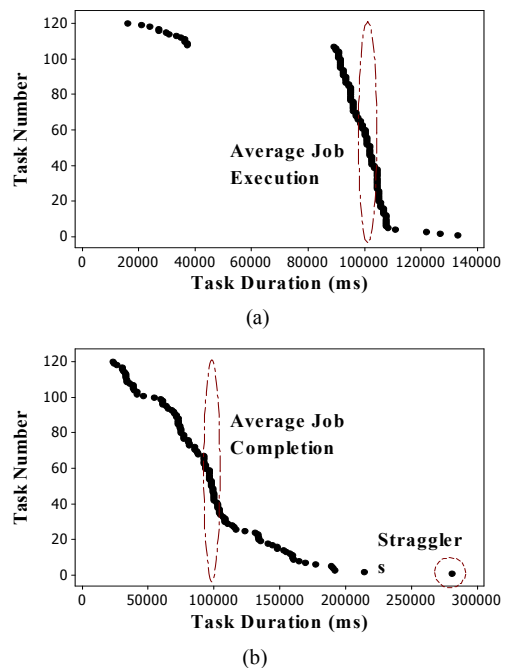 120
100
80
60
40
20
0
Task Number
Average Job
Execution
0 20000 40000 60000 80000 100000 120000 140000
Task Duration (ms)
(a)
120
100
80
60
40
20
0
Task Number
Average Job
Completion
Straggler
s
0 50000 100000 150000 200000 250000 300000
Task Duration (ms)
(b)